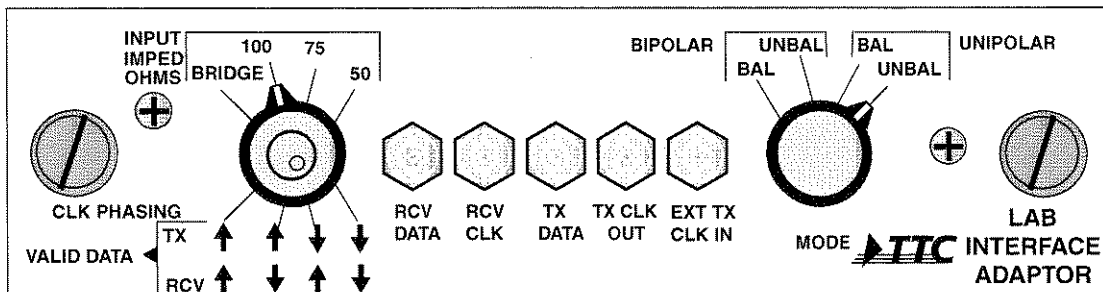 INPUT
IMPED
OHMS
BRIDGE
100
75
50
BIPOLAR
BAL
UNBAL
BAL
UNBAL
UNIPOLAR
CLK PHASING
VALID DATA
TX
RCV
RCV
DATA
RCV
CLK
TX
DATA
TX CLK
OUT
EXT TX
CLK IN
MODE
TTC
LAB
INTERFACE
ADAPTOR